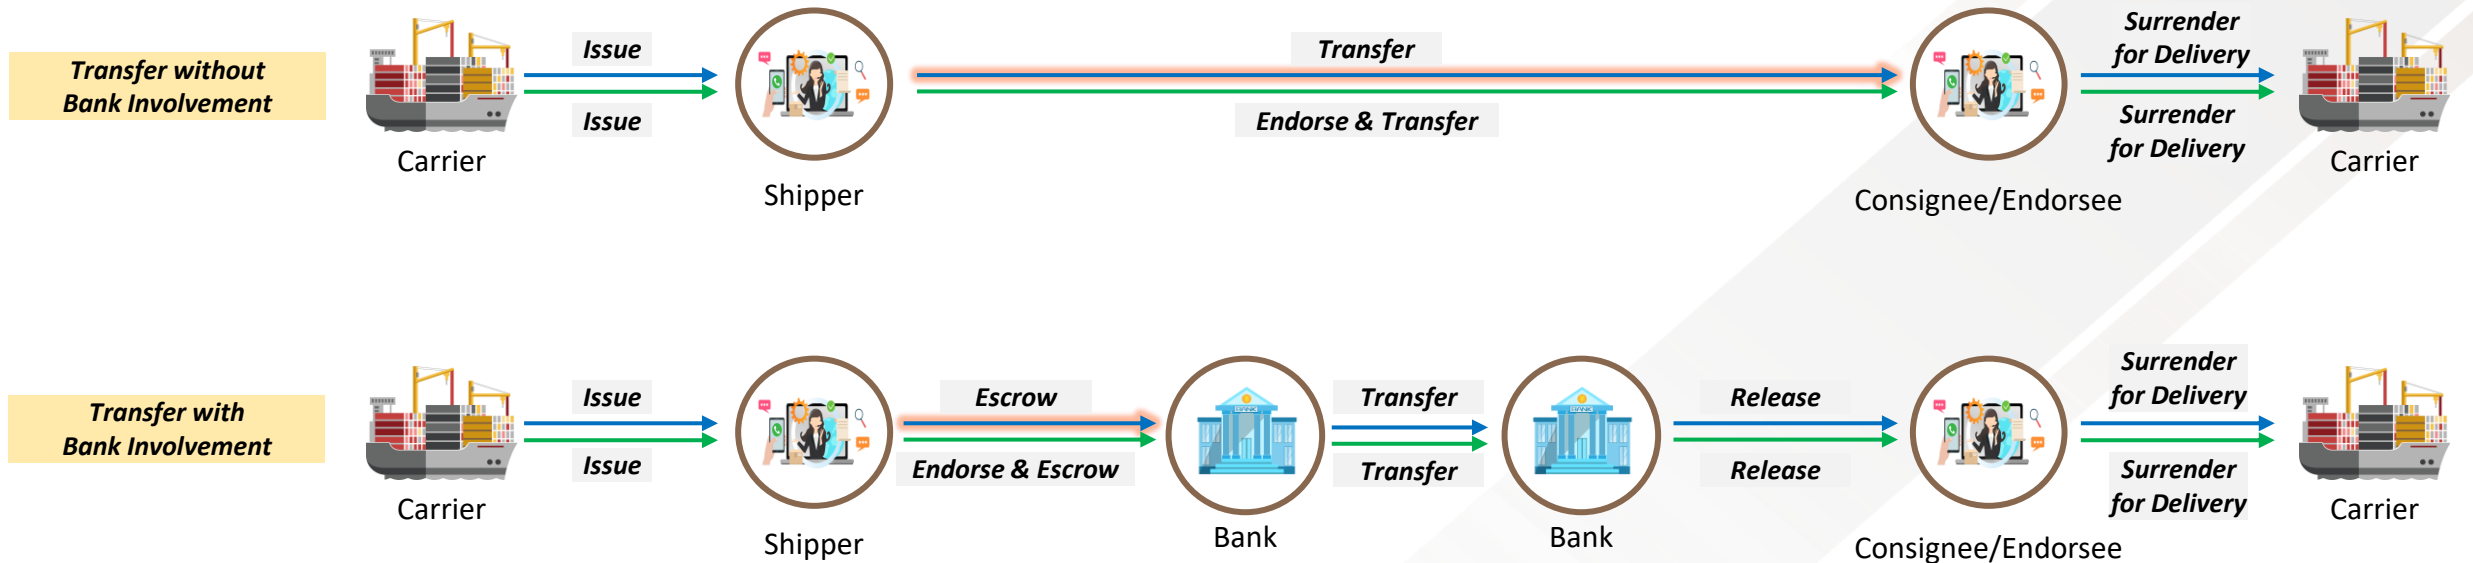 Transfer without
Bank Involvement
Issue
Issue
Carrier
Shipper
Transfer
Endorse & Transfer
Consignee/Endorsee
Surrender
for Delivery
Surrender
for Delivery
Carrier
Transfer with
Bank Involvement
Issue
Issue
Carrier
Shipper
Escrow
Endorse & Escrow
BANK
Bank
Transfer
Transfer
BANK
Bank
Release
Release
Consignee/Endorsee
Surrender
for Delivery
Surrender
for Delivery
Carrier